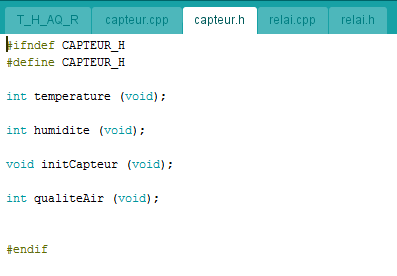 T_H_AQ_R capteur.cpp capteur.h relai.cpp relai.h
#ifndef CAPTEUR_H
#define CAPTEUR_H
int temperature (void);
int humidite (void);
void initCapteur (void);
int qualiteAir (void);
#endif